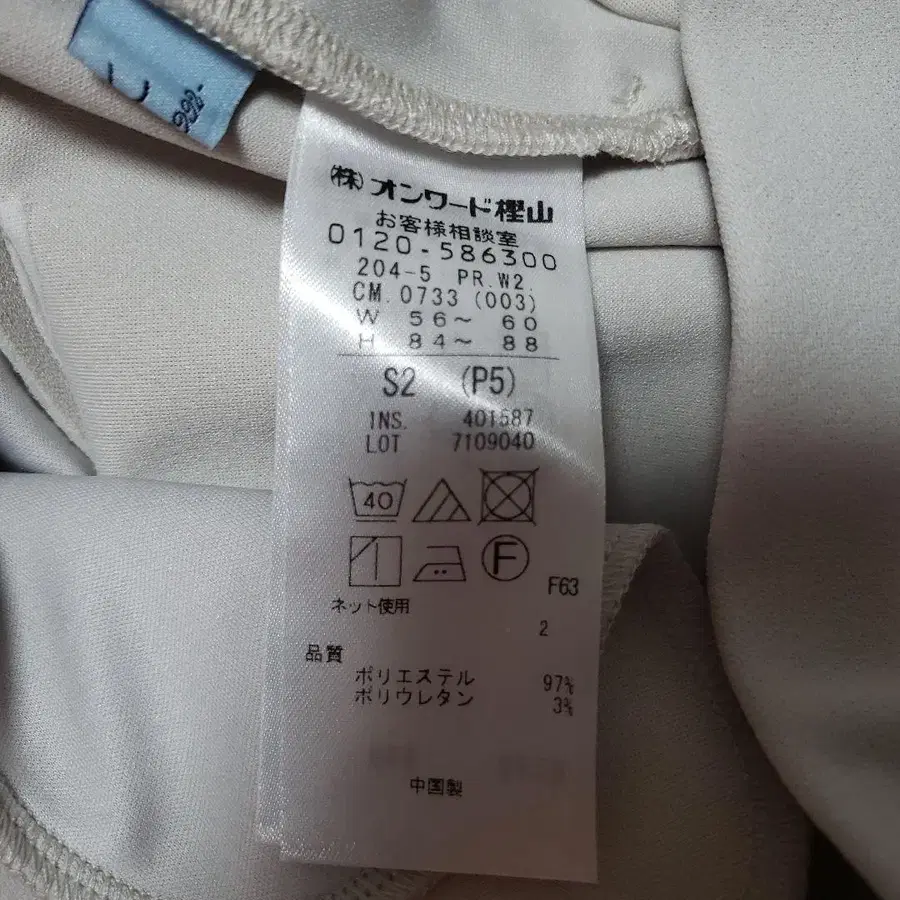 (株)オンワード樫山
お客様相談室
0120-586300
204-5 PR.W2.
CM.0733 (003)
W 56〜 60
H 84〜 88
S2 (P5)
INS. 401587
LOT 7109040
40
F
F63
ネット使用
2
品質
ポリエステル 97%
ポリウレタン 3%
中国製